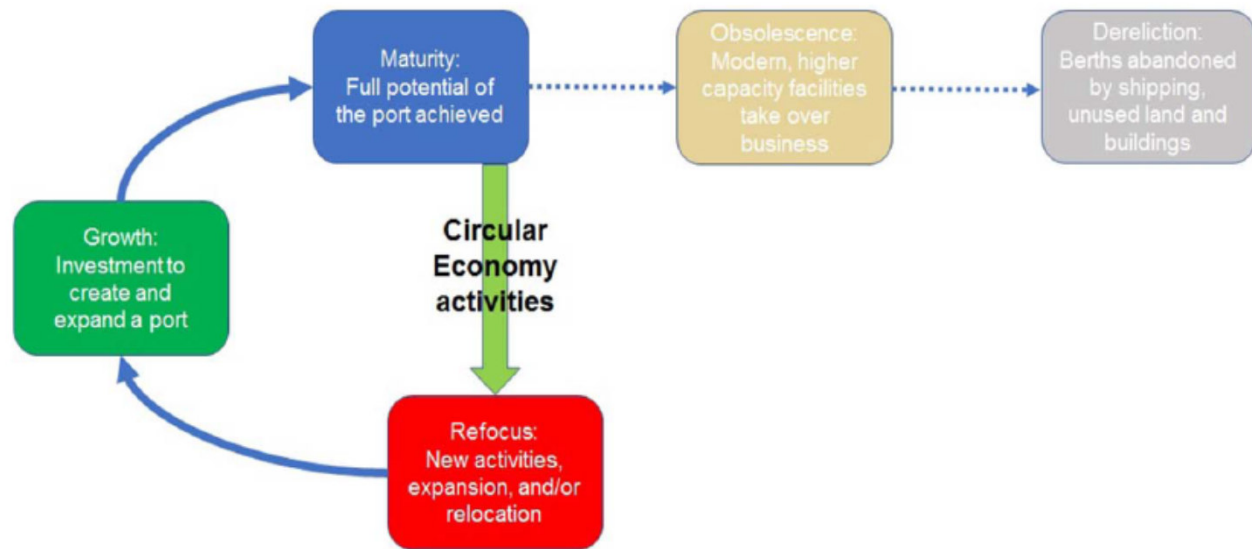 Maturity:
Full potential of
the port achieved
Obsolescence:
Modern, higher
capacity facilities
take over
business
Dereliction:
Berths abandoned
by shipping,
unused land and
buildings
Growth:
Investment to
create and
expand a port
Circular
Economy
activities
Refocus:
New activities,
expansion, and/or
relocation